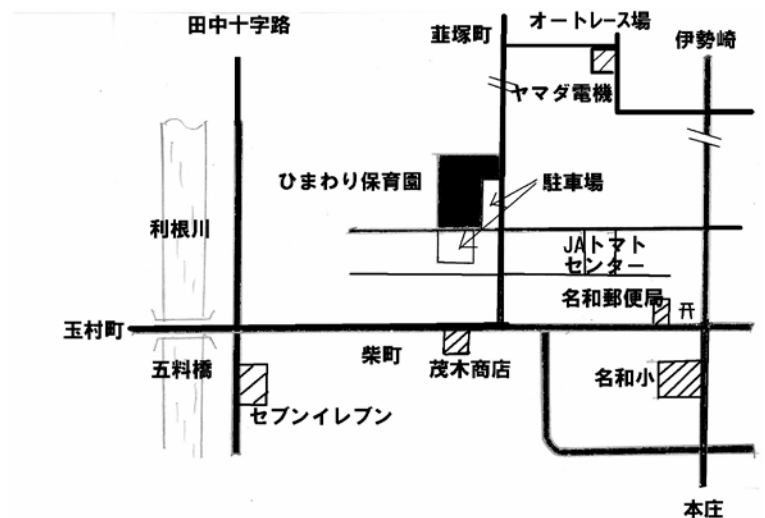 田中十字路
韮塚町
オートレース場
伊勢崎
ヤマダ電機
ひまわり保育園
駐車場
利根川
JAトマト
センター
名和郵便局
玉村町
五料橋
柴町
茂木商店
名和小
セブンイレブン
本庄